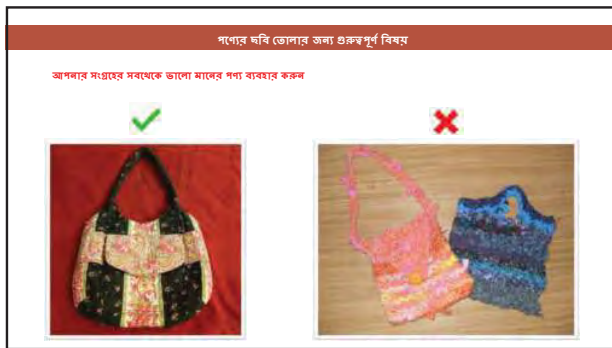 পণ্যের ছবি তোলার জন্য গুরুত্বপূর্ণ বিষয়
আপনার সংগ্রহের সবথেকে ভালো মানের পণ্য ব্যবহার করুন